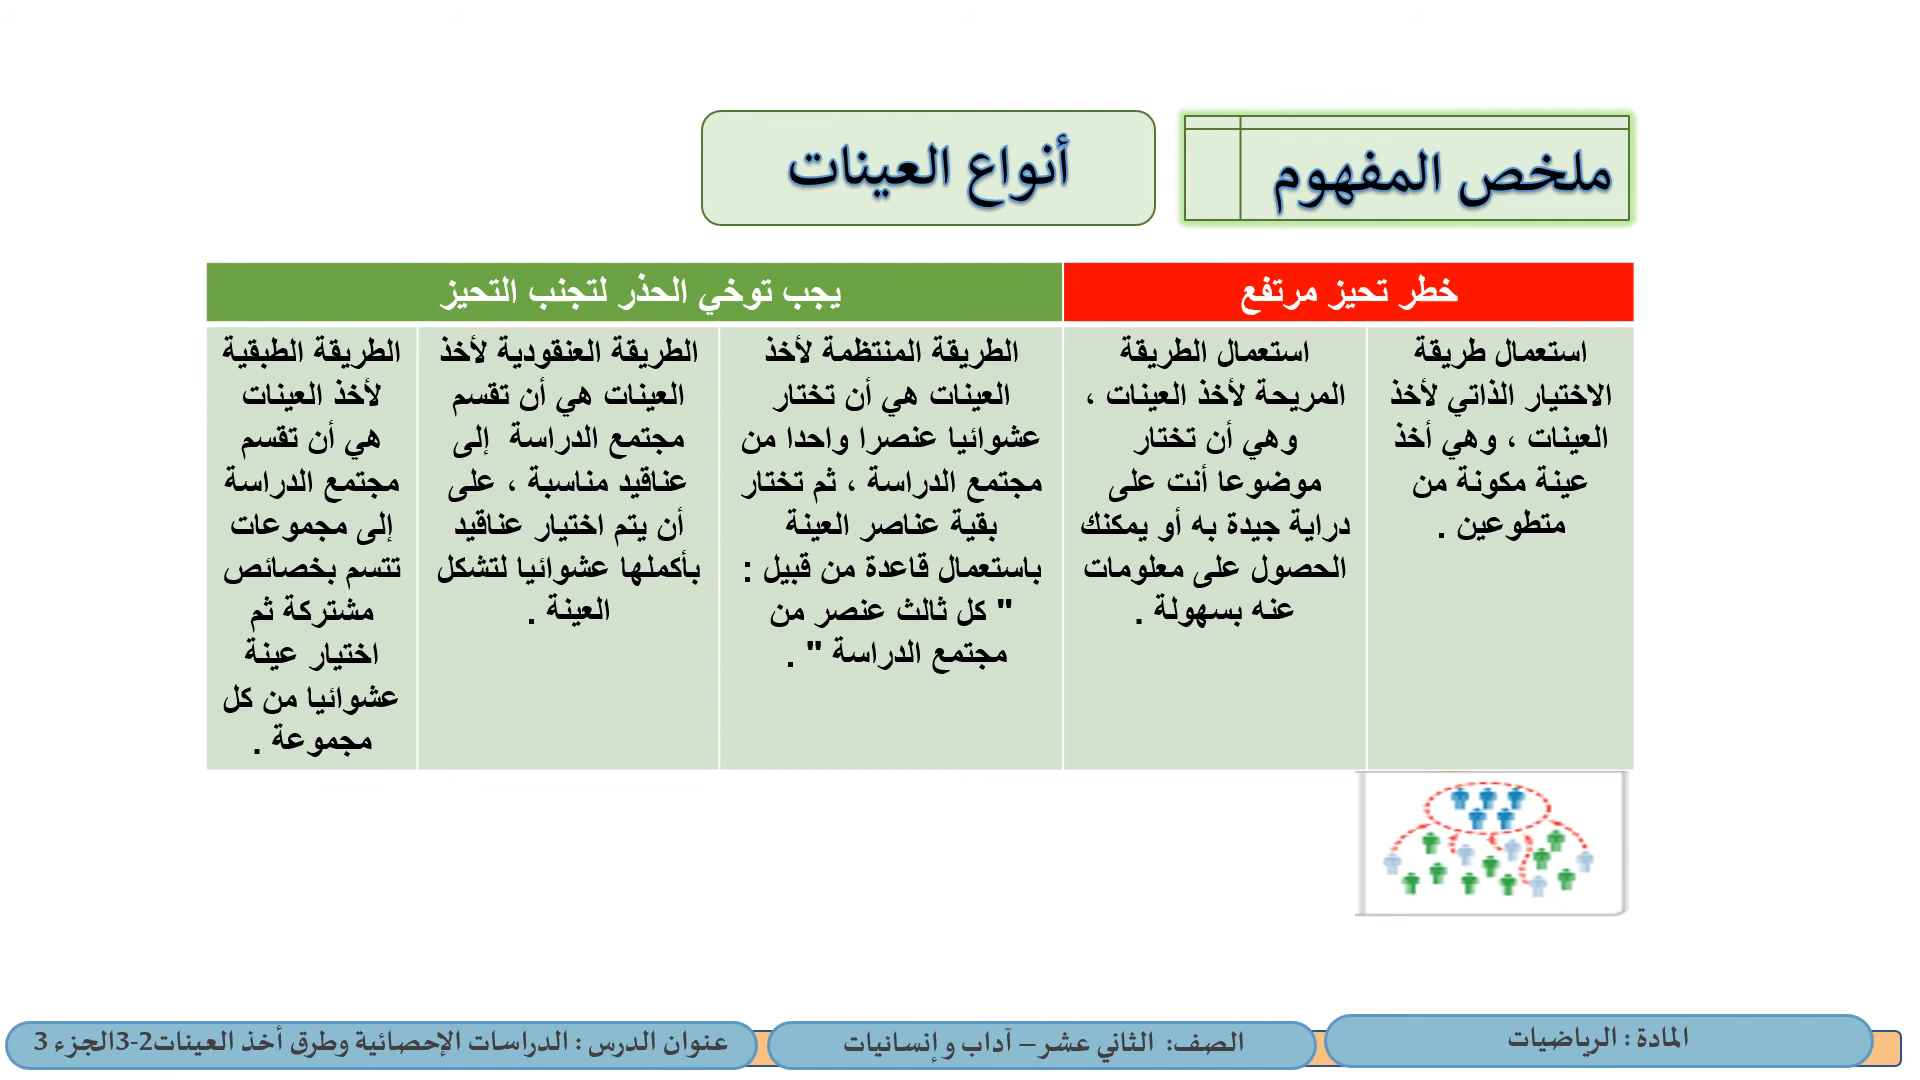 ملخص المفهوم
أنواع العينات
خطر تحيز مرتفع
يجب توخي الحذر لتجنب التحيز
استعمال طريقة
الاختيار الذاتي لأخذ
العينات ، وهي أخذ
عينة مكونة من
متطوعين .
استعمال الطريقة
المريحة لأخذ العينات ،
وهي أن تختار
موضوعا أنت على
دراية جيدة به أو يمكنك
الحصول على معلومات
عنه بسهولة .
الطريقة المنتظمة لأخذ
العينات هي أن تختار
عشوائيا عنصرا واحدا من
مجتمع الدراسة ، ثم تختار
بقية عناصر العينة
باستعمال قاعدة من قبيل :
" كل ثالث عنصر من
مجتمع الدراسة " .
الطريقة العنقودية لأخذ
العينات هي أن تقسم
مجتمع الدراسة إلى
عناقيد مناسبة ، على
أن يتم اختيار عناقيد
بأكملها عشوائيا لتشكل
العينة .
الطريقة الطبقية
لأخذ العينات
هي أن تقسم
مجتمع الدراسة
إلى مجموعات
تتسم بخصائص
مشتركة ثم
اختيار عينة
عشوائيا من كل
مجموعة .
المادة : الرياضيات
الصف: الثاني عشر – آداب وإنسانيات
عنوان الدرس : الدراسات الإحصائية وطرق أخذ العينات2-3الجزء 3